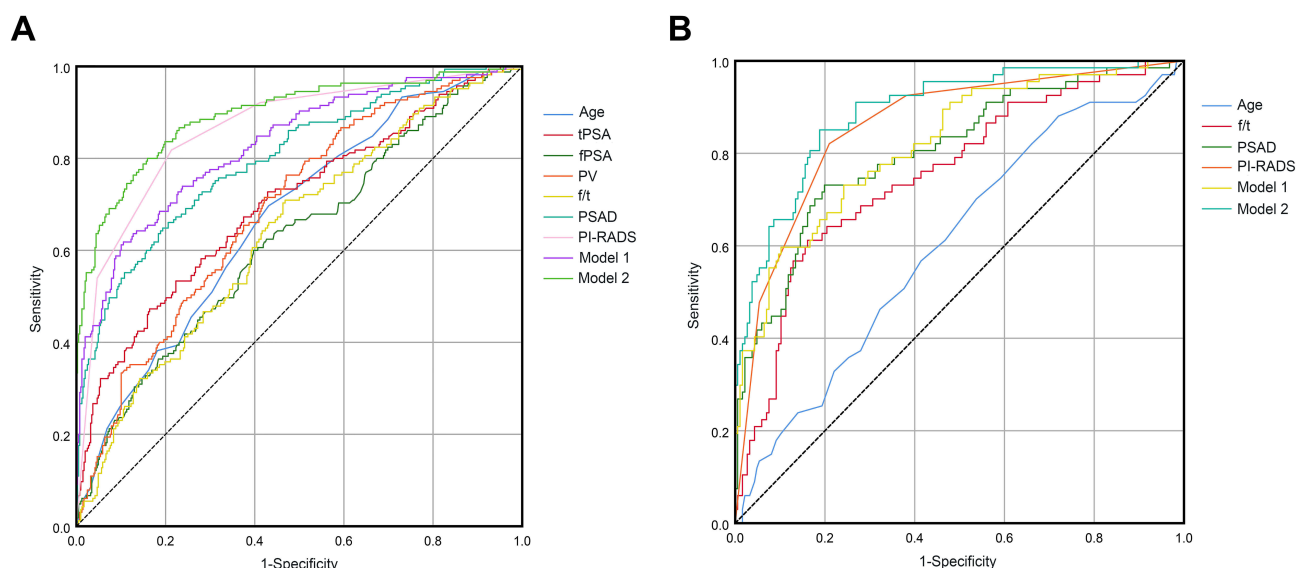 A
1.0
0.8
0.6
0.4
0.2
0.0
Sensitivity
0.0 0.2 0.4 0.6 0.8 1.0
1-Specificity
Age
tPSA
fPSA
PV
f/t
PSAD
PI-RADS
Model 1
Model 2
B
1.0
0.8
0.6
0.4
0.2
0.0
Sensitivity
0.0 0.2 0.4 0.6 0.8 1.0
1-Specificity
Age
f/t
PSAD
PI-RADS
Model 1
Model 2